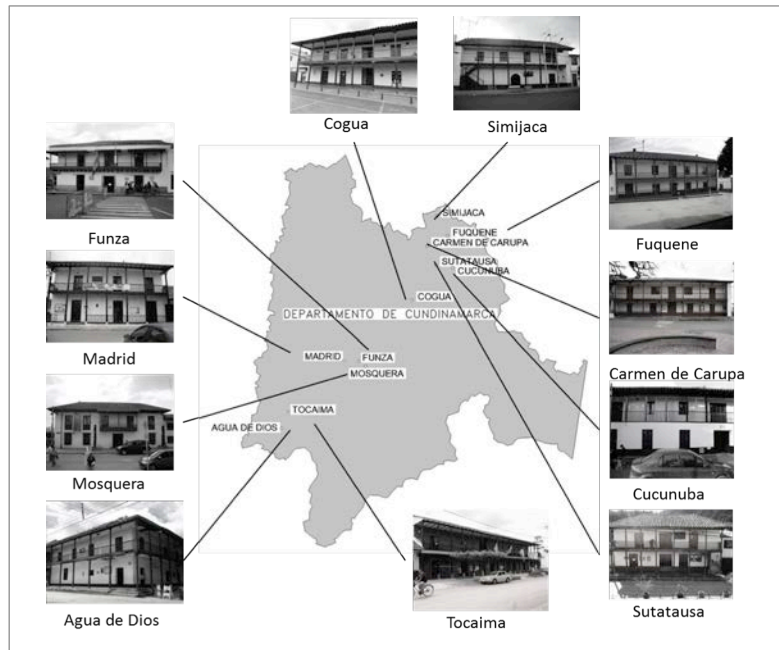 Cogua
Simijaca
Funza
Fuquene
Madrid
Carmen de Carupa
Mosquera
Cucunuba
Agua de Dios
Tocaima
Sutatausa
SIMIJACA
FUQUENE
CARMEN DE CARUPA
SUTATAUSA
CUCUNUBA
COGUA
DEPARTAMENTO DE CUNDINAMARCA
MADRID
FUNZA
MOSQUERA
TOCAIMA
AGUA DE DIOS